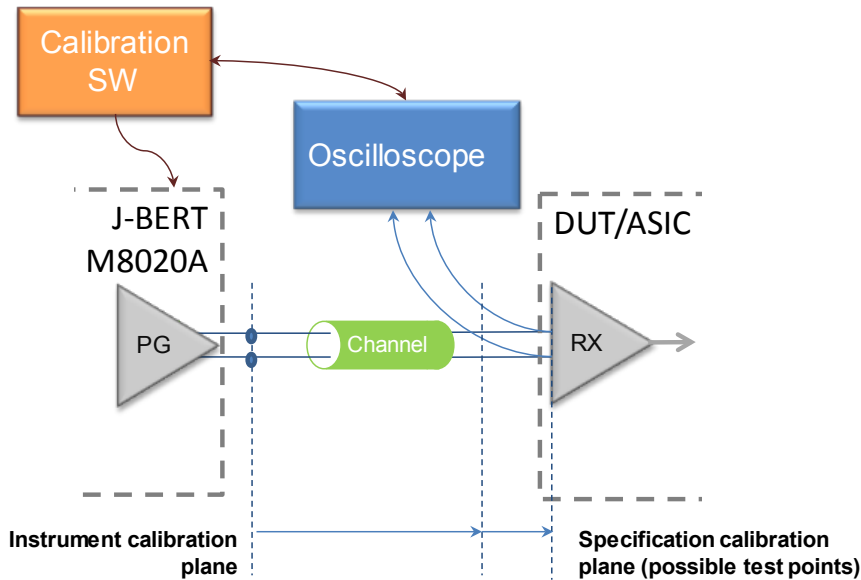 Calibration
SW
Oscilloscope
J-BERT
M8020A
DUT/ASIC
PG
Channel
RX
Instrument calibration
plane
Specification calibration
plane (possible test points)